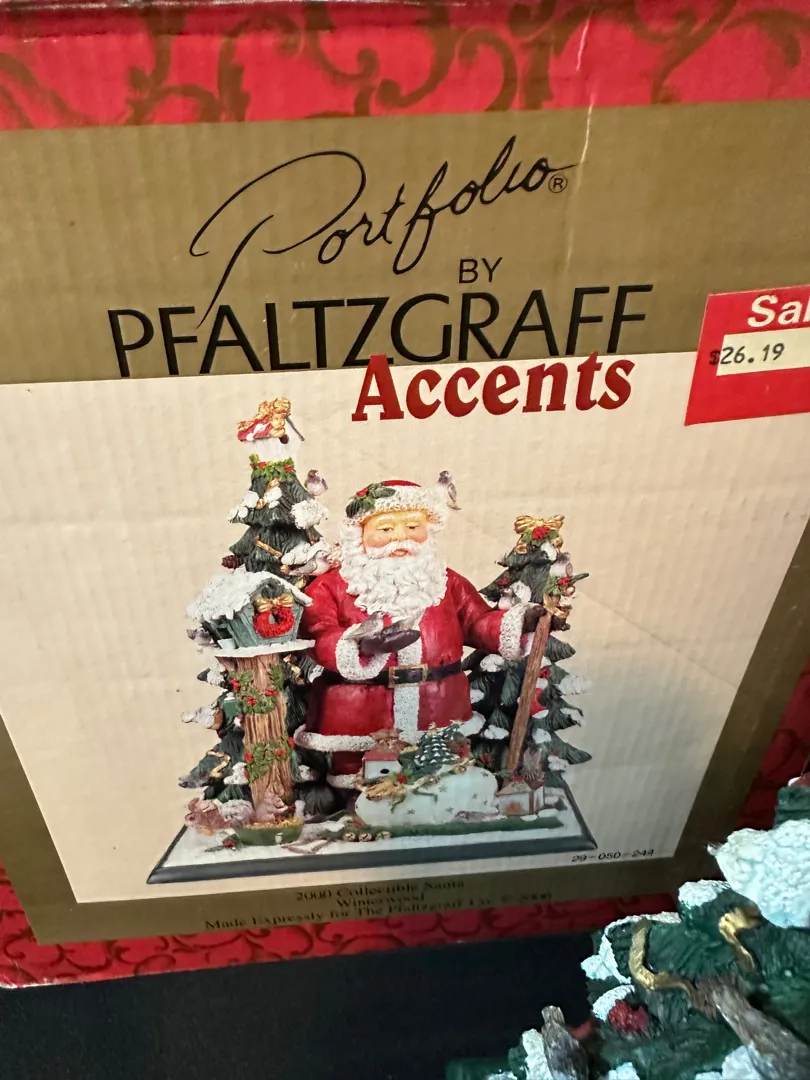 Portfolio®
BY
PFALTZGRAFF
Accents
Sal
$26.19
29-050-244
2000 Collectible Santa
Winterwood
Made Expressly for The Pfaltzgraff Co. © 2000